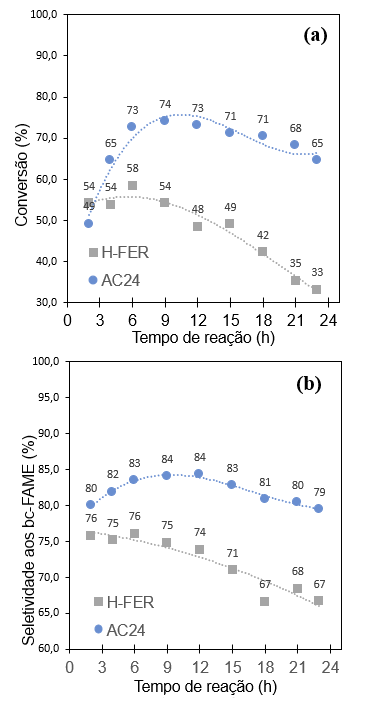 100,0
(a)
90,0
80,0
70,0
60,0
50,0
40,0
30,0
Conversão (%)
73 74 73 71 71 68 65
65
49
54 54 58 54 48 49 42 35 33
H-FER
AC24
0 3 6 9 12 15 18 21 24
Tempo de reação (h)
100,0
(b)
95,0
90,0
85,0
80,0
75,0
70,0
65,0
60,0
Seletividade aos bc-FAME (%)
80 82 83 84 84 83 81 80 79
76 75 76 75 74 71 67 68 67
H-FER
AC24
0 3 6 9 12 15 18 21 24
Tempo de reação (h)